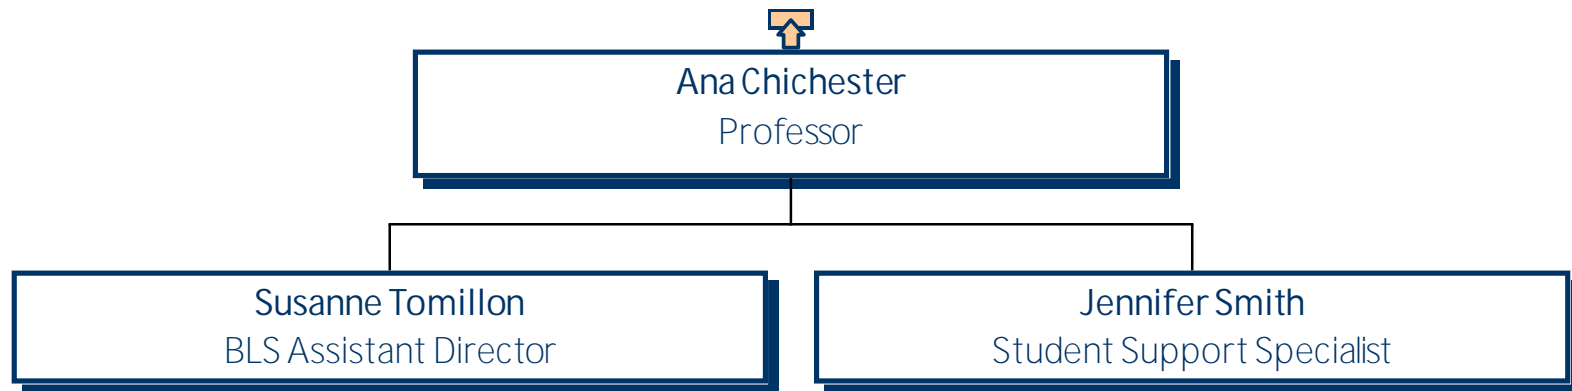 Ana Chichester
Professor
Susanne Tomillon
BLS Assistant Director
Jennifer Smith
Student Support Specialist